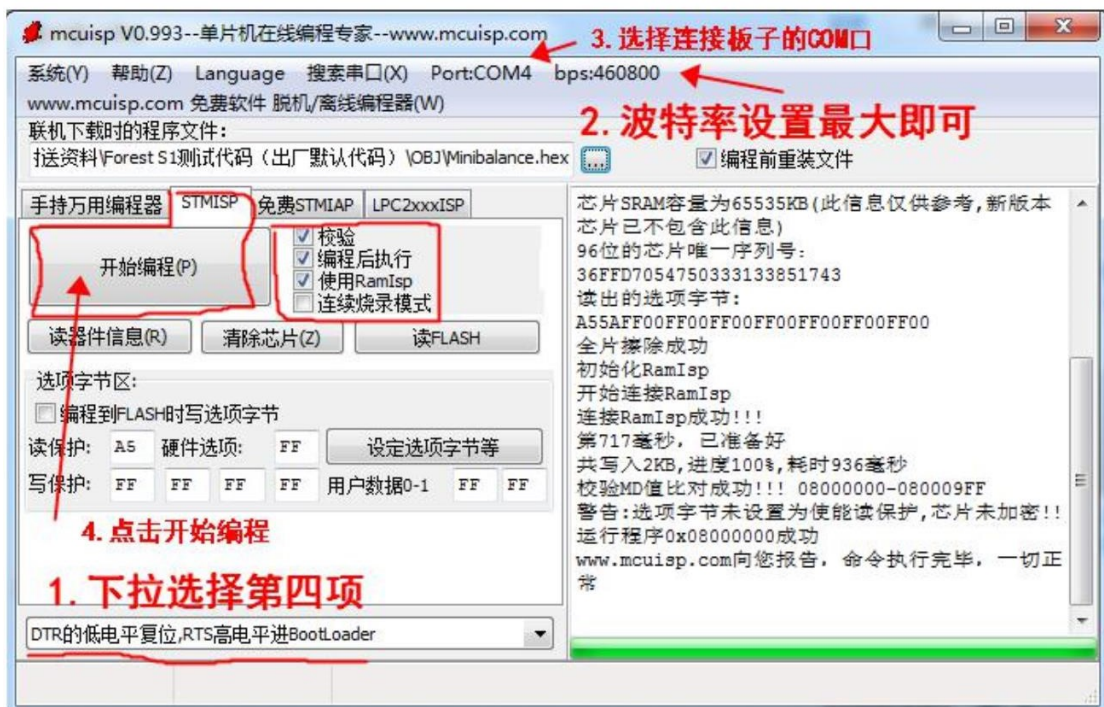 mcuisp V0.993--单片机在线编程专家--www.mcuisp.com
3.选择连接板子的COM口
系统(Y) 帮助(Z) Language 搜索串口(X) Port:COM4 bps:460800
www.mcuisp.com 免费软件 脱机/离线编程器(W)
2.波特率设置最大即可
联机下载时的程序文件：
送资料\Forest S1测试代码（出厂默认代码）\OBJ\Minibalance.hex ... 编程前重装文件
手持万用编程器 STMISP 免费STMIAP LPC2xxxISP
开始编程(P)
校验
编程后执行
使用RamIsp
连续烧录模式
读器件信息(R) 清除芯片(Z) 读FLASH
选项字节区:
编程到FLASH时写选项字节
读保护: A5 硬件选项: FF 设定选项字节等
写保护: FF FF FF FF 用户数据0-1 FF FF
4.点击开始编程
1.下拉选择第四项
DTR的低电平复位,RTS高电平进BootLoader
芯片SRAM容量为65535KB(此信息仅供参考,新版本
芯片已不包含此信息)
96位的芯片唯一序列号:
36FFD7054750333133851743
读出的选项字节:
A55AFF00FF00FF00FF00FF00FF00FF00
全片擦除成功
初始化RamIsp
开始连接RamIsp
连接RamIsp成功!!!
第717毫秒，已准备好
共写入2KB,进度100%,耗时936毫秒
校验MD值比对成功!!! 08000000-080009FF
警告:选项字节未设置为使能读保护,芯片未加密!!
运行程序0x08000000成功
www.mcuisp.com向您报告，命令执行完毕，一切正
常